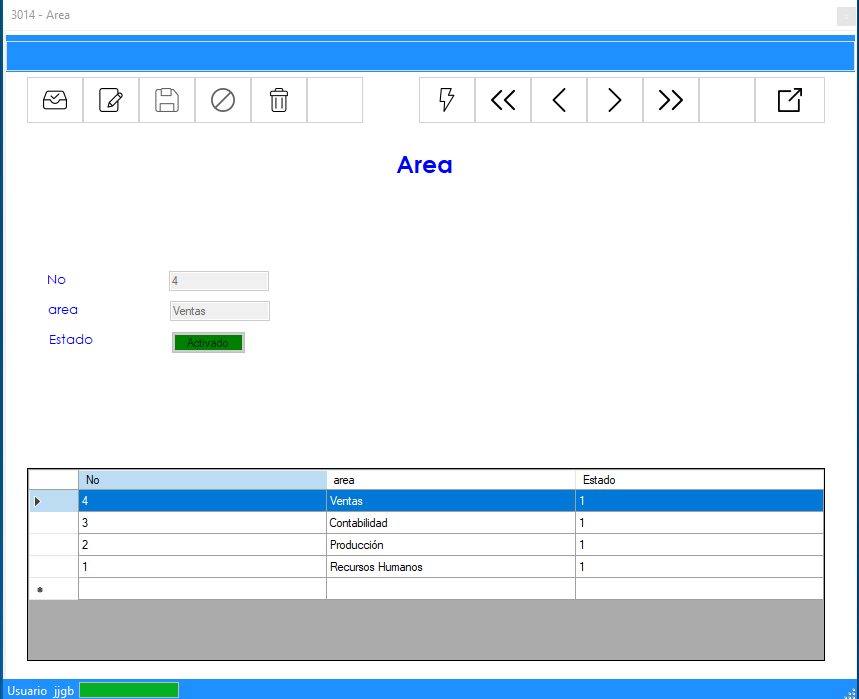 3014 - Area
Area
No 4
area Ventas
Estado Activado
No area Estado
4 Ventas 1
3 Contabilidad 1
2 Producción 1
1 Recursos Humanos 1
Usuario jjgb